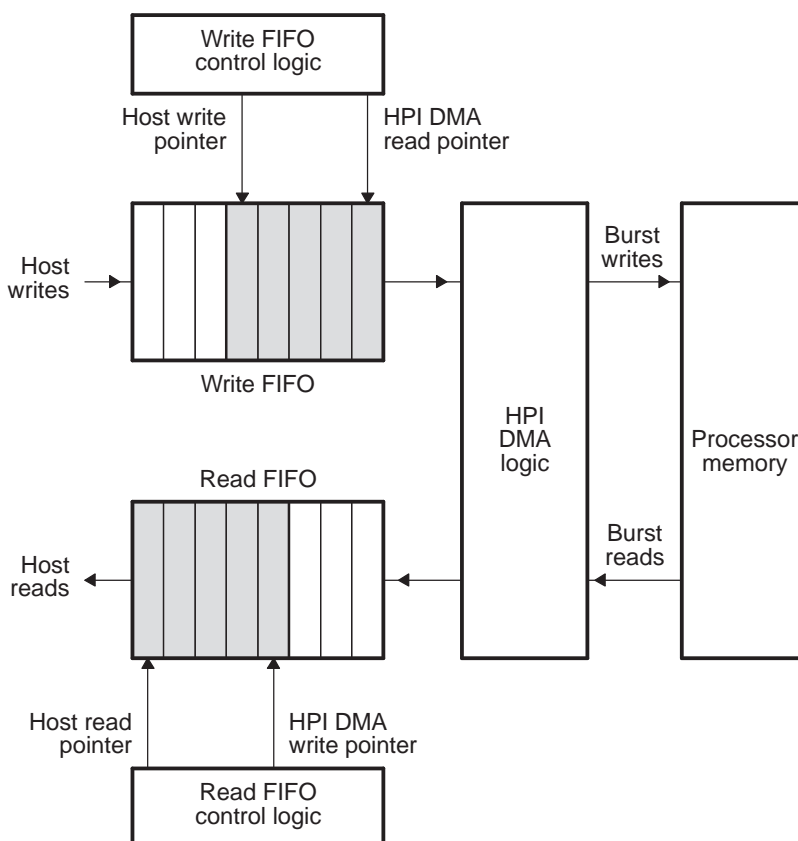 Write FIFO
control logic
Host write
pointer
HPI DMA
read pointer
Host
writes
Burst
writes
Write FIFO
HPI
DMA
logic
Processor
memory
Read FIFO
Host
reads
Burst
reads
Host read
pointer
HPI DMA
write pointer
Read FIFO
control logic